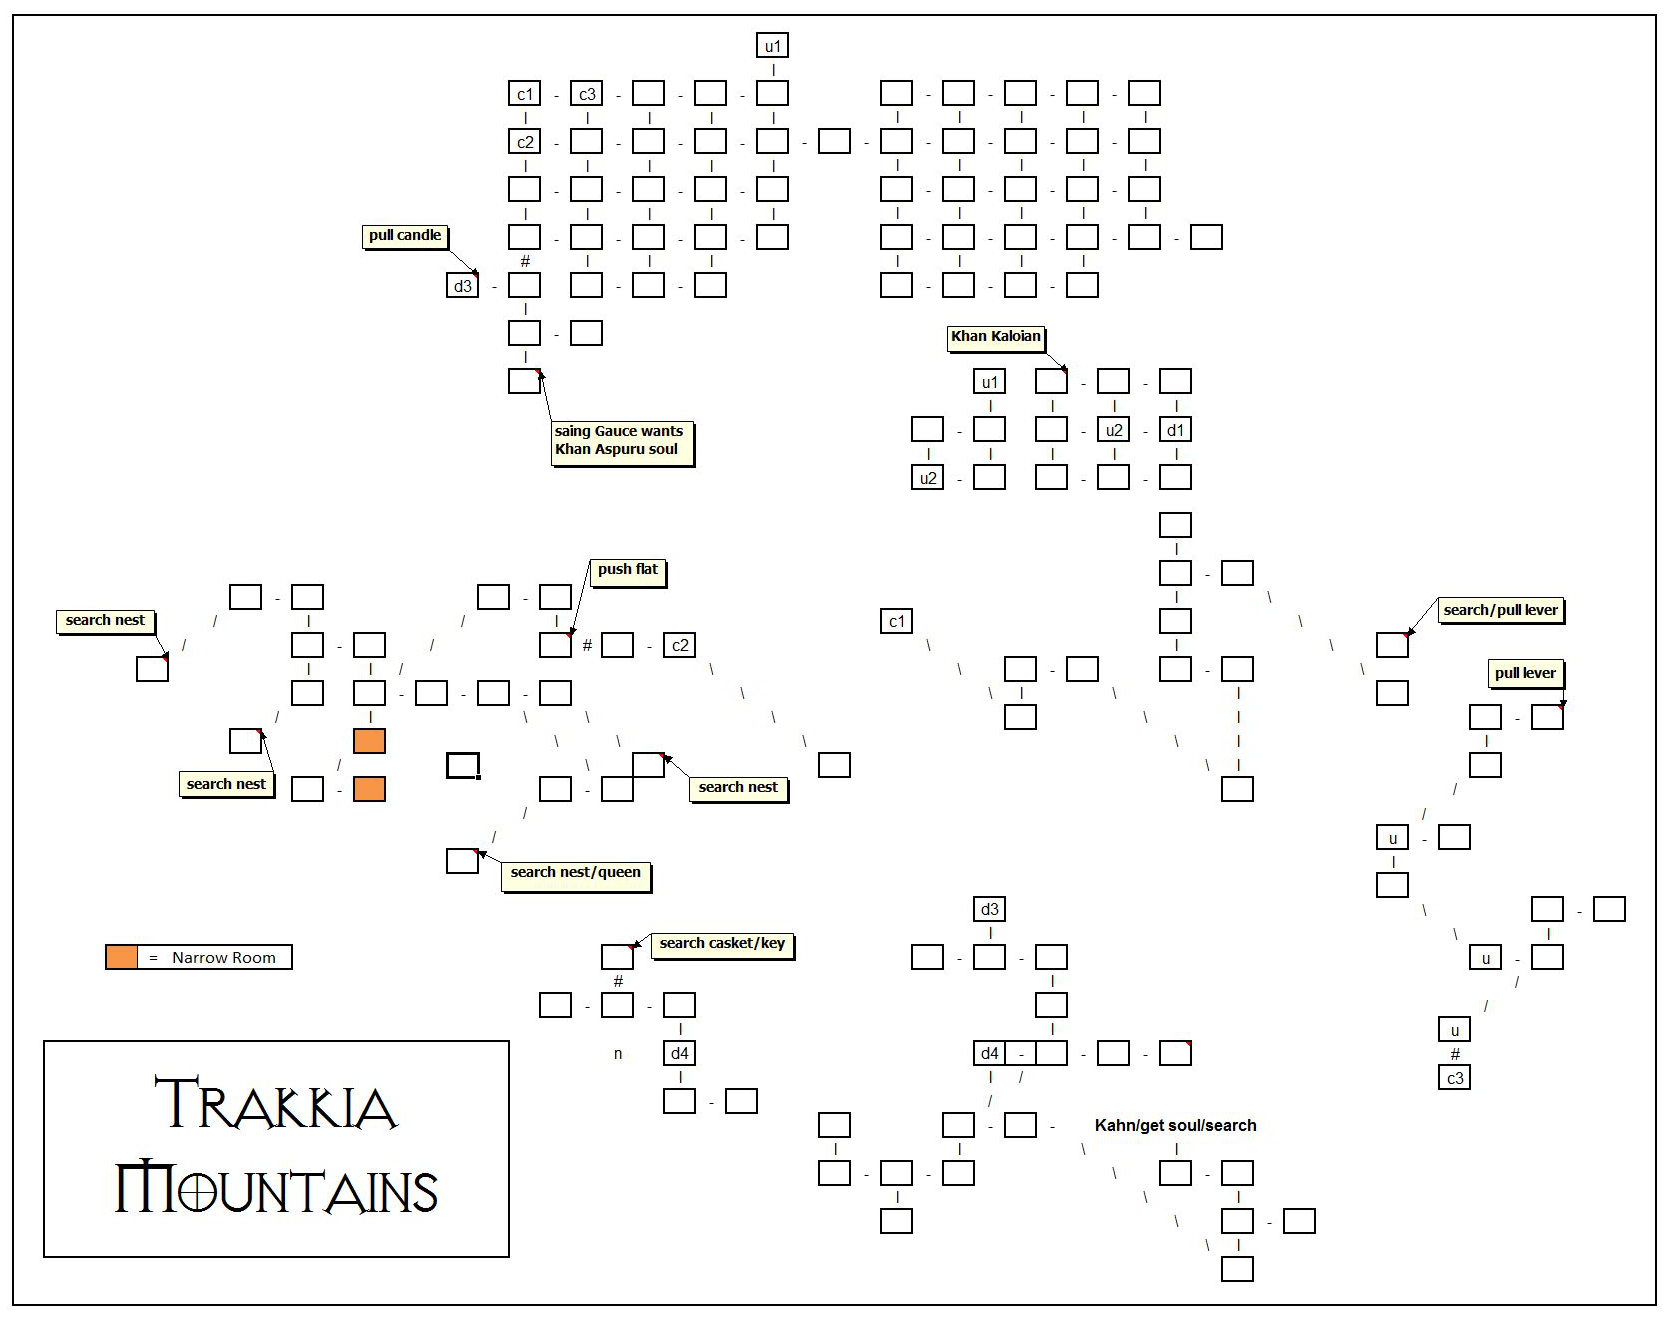 u1
c1 - c3
c2
pull candle
#
d3
Khan Kaloian
saing Gauce wants
Khan Aspuru soul
u1
u2 - d1
u2
push flat
search nest
search/pull lever
c1
# - c2
pull lever
search nest
search nest
u
search nest/queen
d3
search casket/key
= Narrow Room
u
#
u
n
d4
d4 -
#
c3
Kahn/get soul/search
Trakkia
Mountains